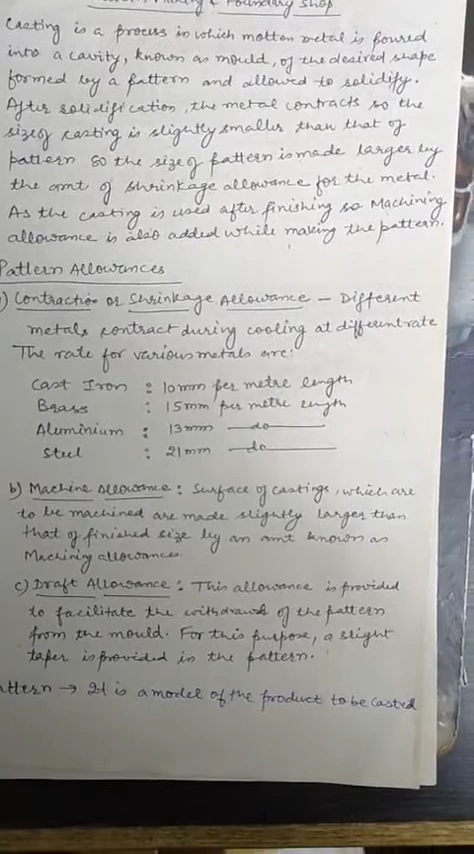 Making & Foundary Shop
Casting is a process in which motten metal is poured
into a cavity, known as mould, of the desired shape
formed by a pattern and allowed to solidify.
After solidification, the metal contracts so the
size of casting is slightly smaller than that of
pattern so the size of pattern is made larger by
the amt of shrinkage allowance for the metal.
As the casting is used after finishing so Machining
allowance is also added while making the pattern.
Pattern Allowances
Contraction or Shrinkage Allowance – Different
metals contract during cooling at different rate
The rate for various metals are:
Cast Iron : 10mm per metre length
Brass : 15mm per metre length
Aluminium : 13mm —do—
Steel : 21mm —do—
b) Machine Allowance : Surface of castings, which are
to be machined are made slightly larger than
that of finished size by an amt known as
Machining allowances.
c) Draft Allowance : This allowance is provided
to facilitate the withdrawl of the pattern
from the mould. For this purpose, a slight
taper is provided in the pattern.
attern → It is a model of the product to be casted